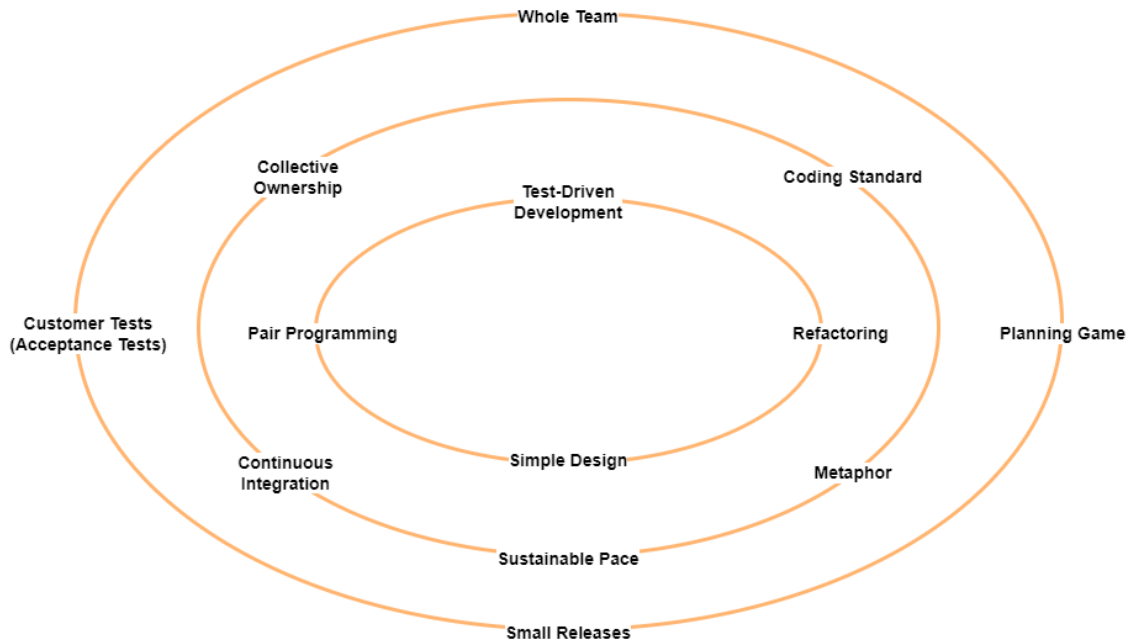 Whole Team
Collective
Ownership
Coding Standard
Test-Driven
Development
Customer Tests
(Acceptance Tests)
Pair Programming
Refactoring
Planning Game
Simple Design
Continuous
Integration
Metaphor
Sustainable Pace
Small Releases